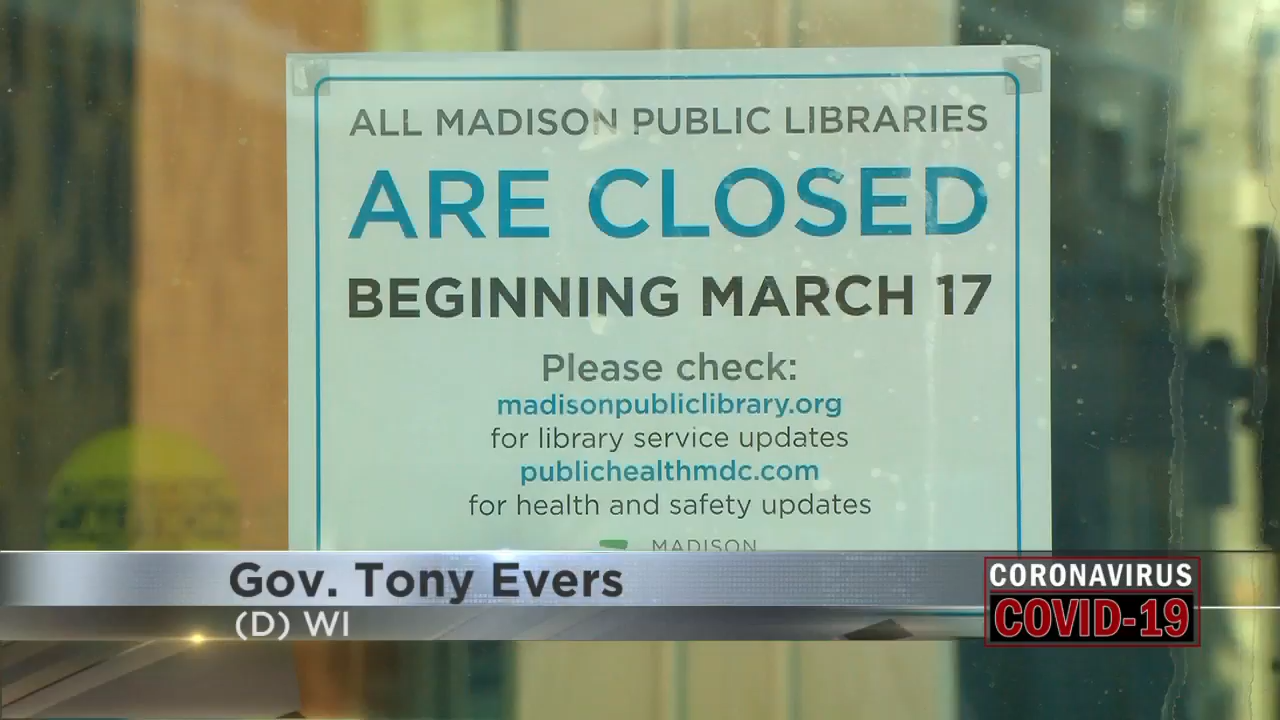 ALL MADISON PUBLIC LIBRARIES
ARE CLOSED
BEGINNING MARCH 17
Please check:
madisonpubliclibrary.org
for library service updates
publichealthmdc.com
for health and safety updates
MADISON
Gov. Tony Evers
(D) WI
CORONAVIRUS
COVID-19